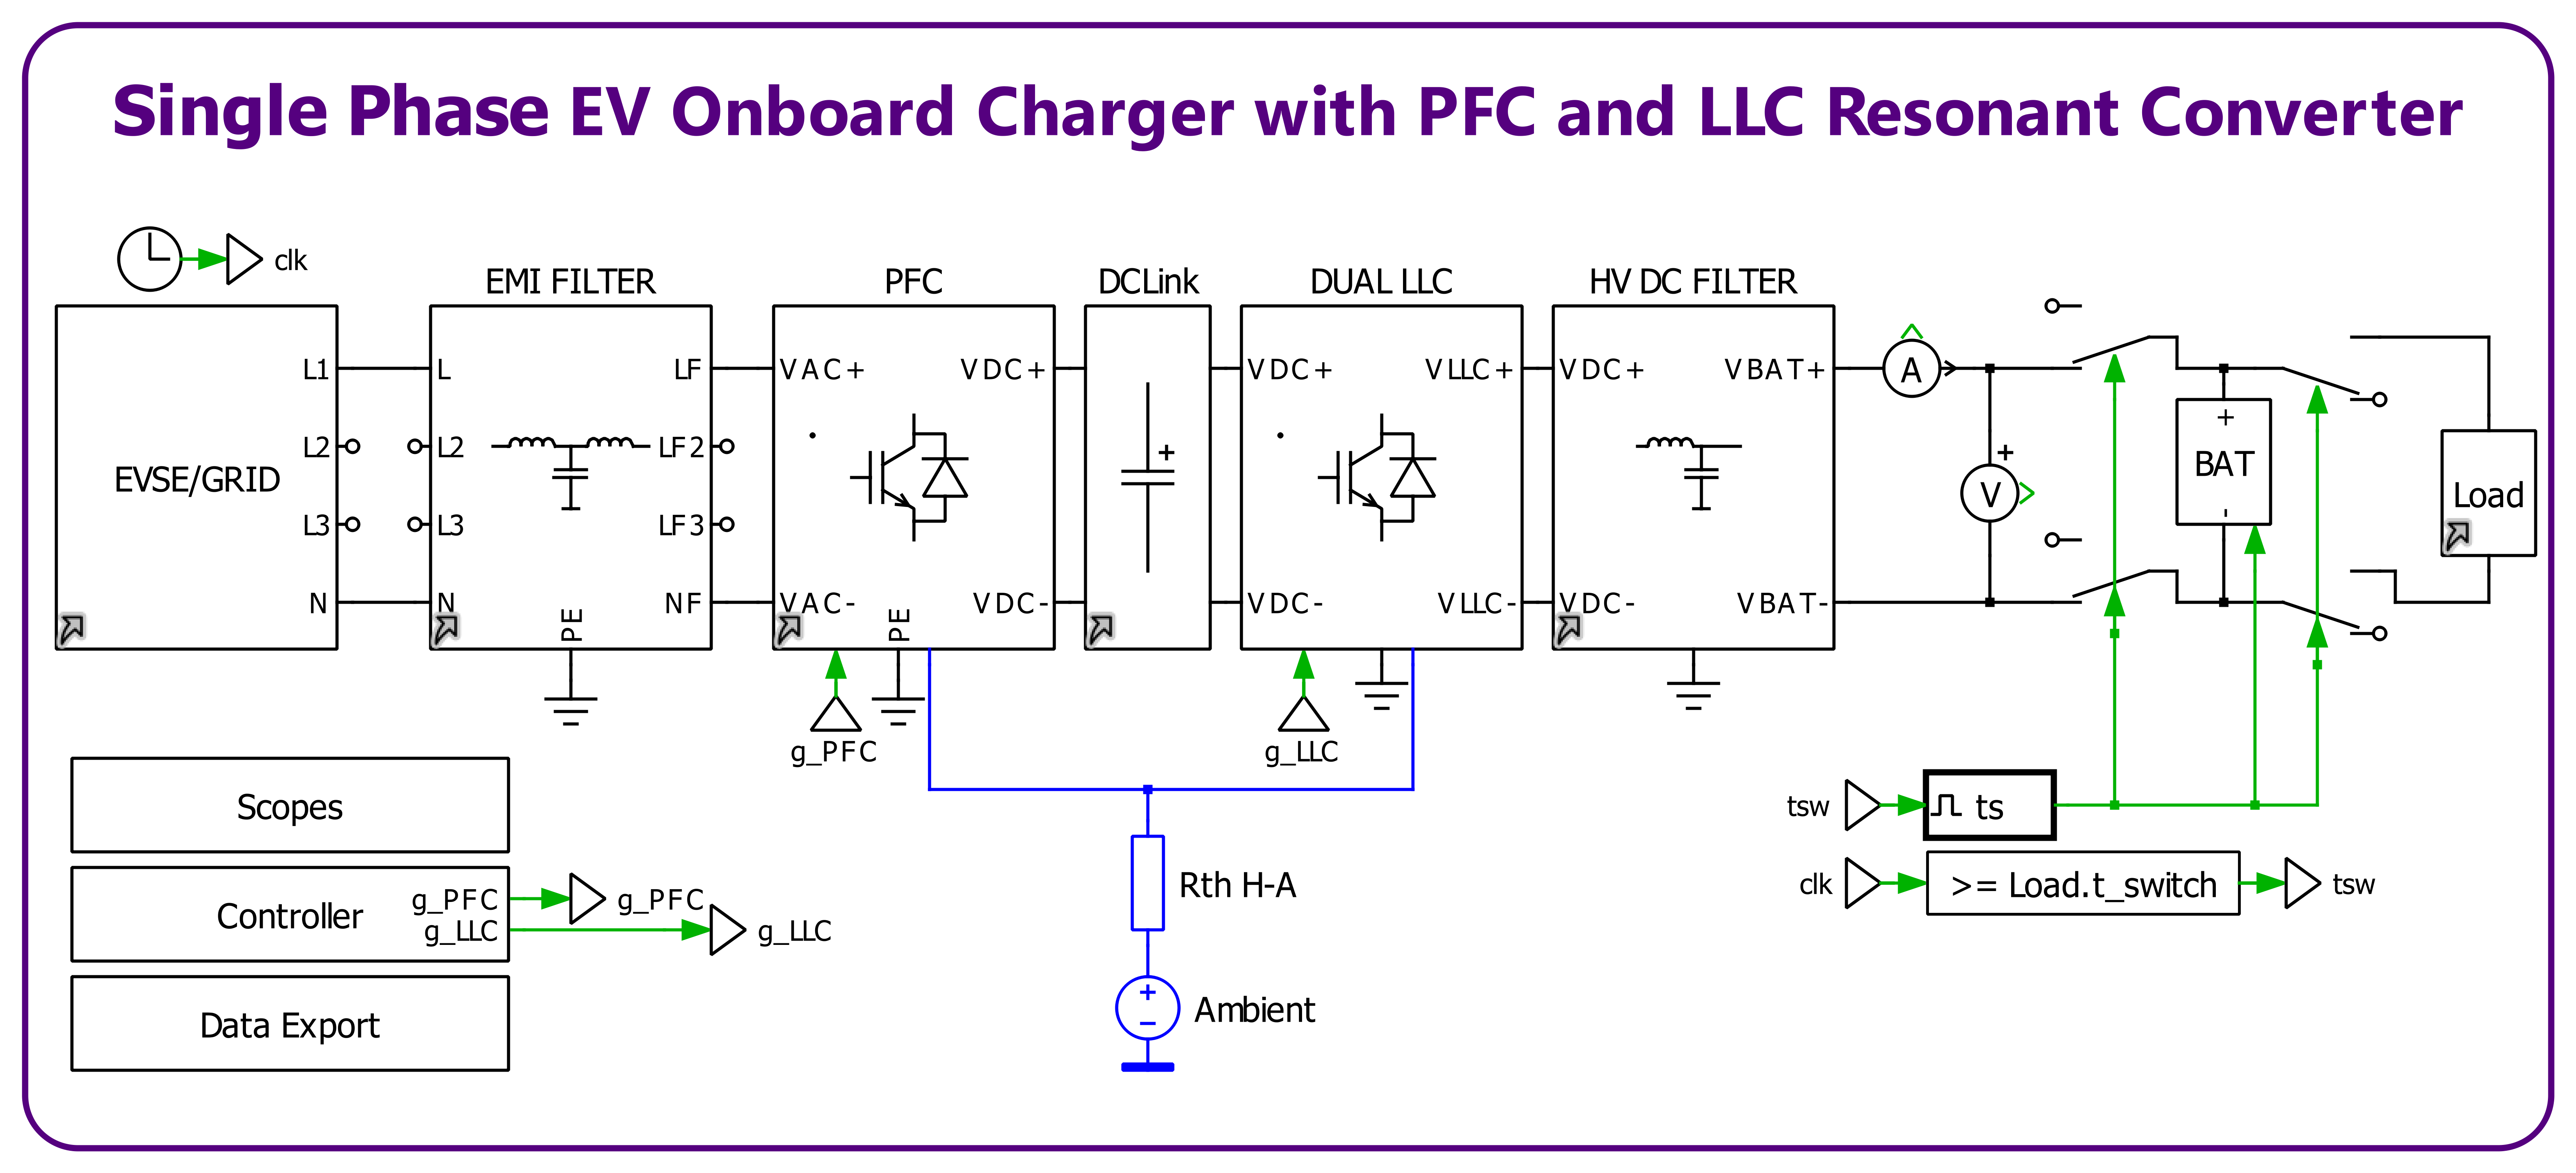 Single Phase EV Onboard Charger with PFC and LLC Resonant Converter
clk
EMI FILTER
PFC
DCLink
DUAL LLC
HV DC FILTER
EVSE/GRID
L1
L2
L3
N
L
L2
L3
N
LF
LF2
LF3
NF
PE
VAC+
VAC-
VDC+
VDC-
PE
g_PFC
+
VDC+
VDC-
VLLC+
VLLC-
g_LLC
VDC+
VDC-
VBAT+
VBAT-
A
+
V
+
BAT
-
Load
Scopes
Controller
g_PFC
g_LLC
g_PFC
g_LLC
Data Export
Rth H-A
+
−
Ambient
tsw
ts
clk
>= Load.t_switch
tsw